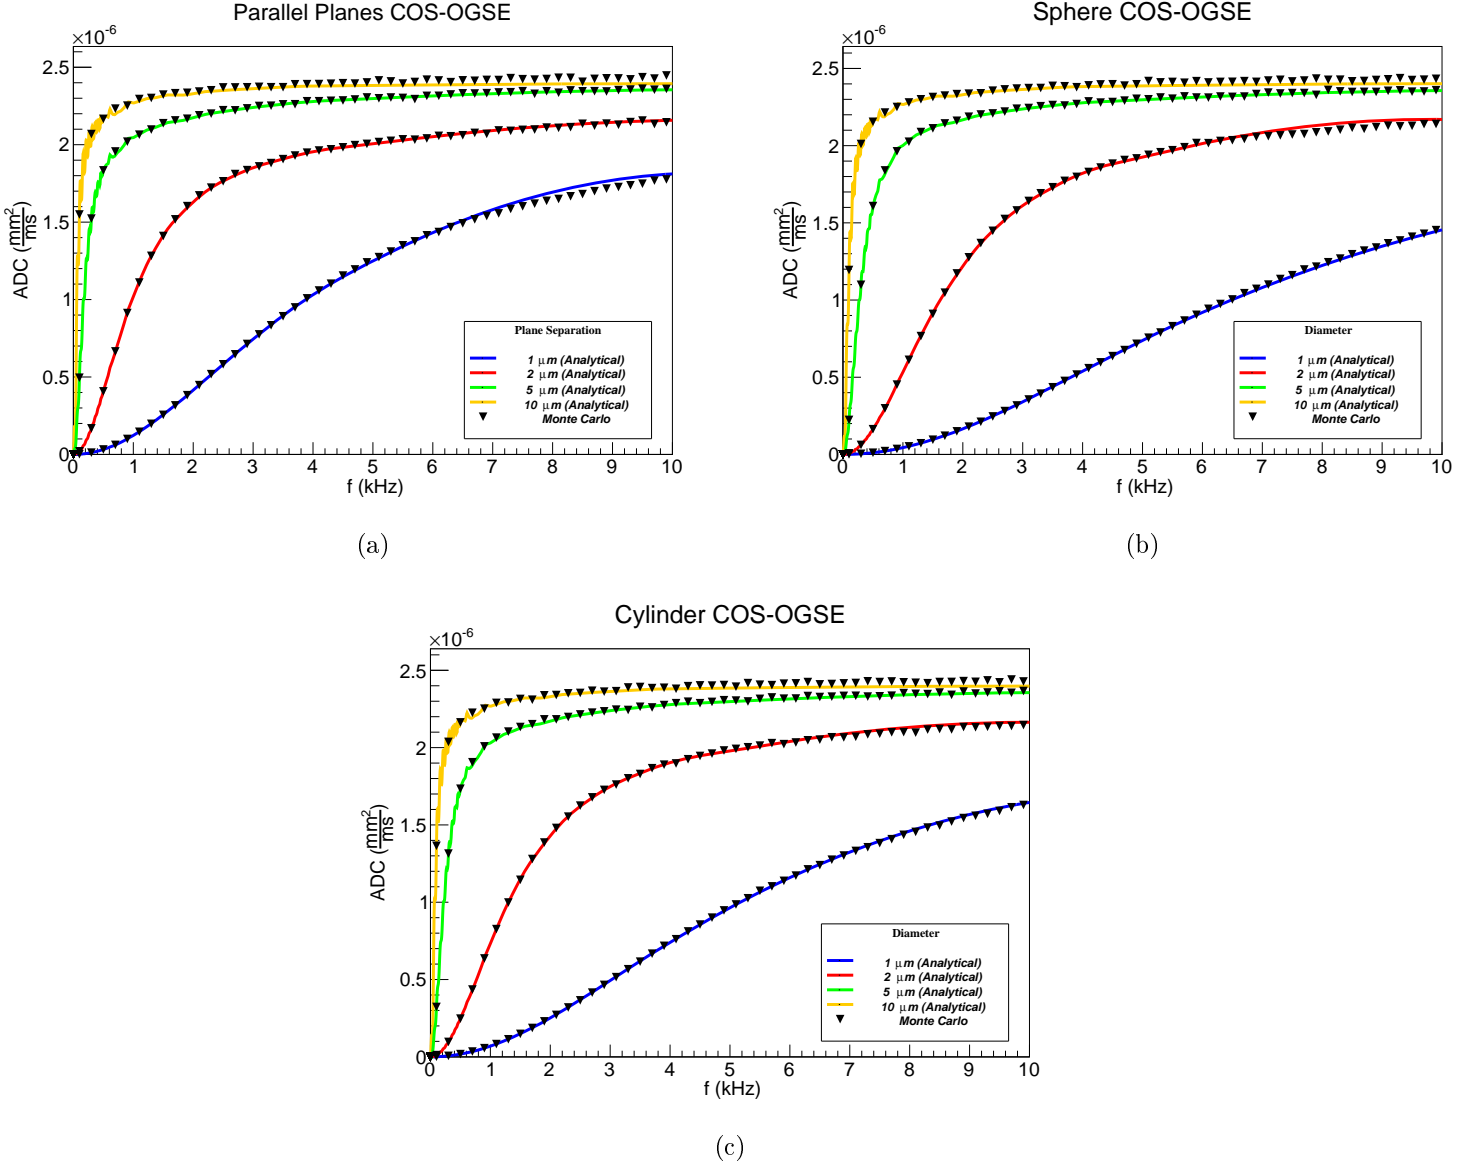 Parallel Planes COS-OGSE
×10⁻⁶
2.5
2
1.5
1
0.5
0
ADC (mm²/ms)
0 1 2 3 4 5 6 7 8 9 10
f (kHz)
Plane Separation
1 μm (Analytical)
2 μm (Analytical)
5 μm (Analytical)
10 μm (Analytical)
Monte Carlo
(a)
Sphere COS-OGSE
×10⁻⁶
2.5
2
1.5
1
0.5
0
ADC (mm²/ms)
0 1 2 3 4 5 6 7 8 9 10
f (kHz)
Diameter
1 μm (Analytical)
2 μm (Analytical)
5 μm (Analytical)
10 μm (Analytical)
Monte Carlo
(b)
Cylinder COS-OGSE
×10⁻⁶
2.5
2
1.5
1
0.5
0
ADC (mm²/ms)
0 1 2 3 4 5 6 7 8 9 10
f (kHz)
Diameter
1 μm (Analytical)
2 μm (Analytical)
5 μm (Analytical)
10 μm (Analytical)
Monte Carlo
(c)